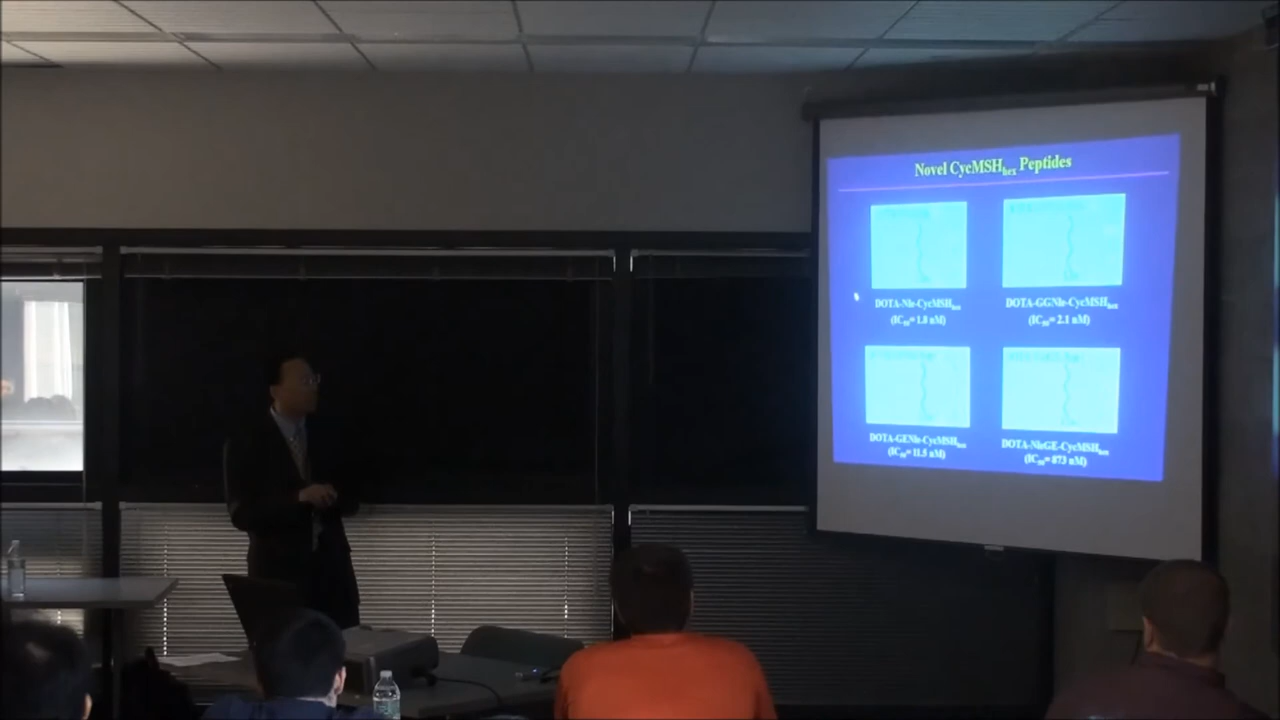 Novel CycMSHhex Peptides
DOTA-Nle-CycMSHhex
(IC50= 1.8 nM)
DOTA-GGNle-CycMSHhex
(IC50= 2.1 nM)
DOTA-GENle-CycMSHhex
(IC50= 11.5 nM)
DOTA-NleGE-CycMSHhex
(IC50= 873 nM)